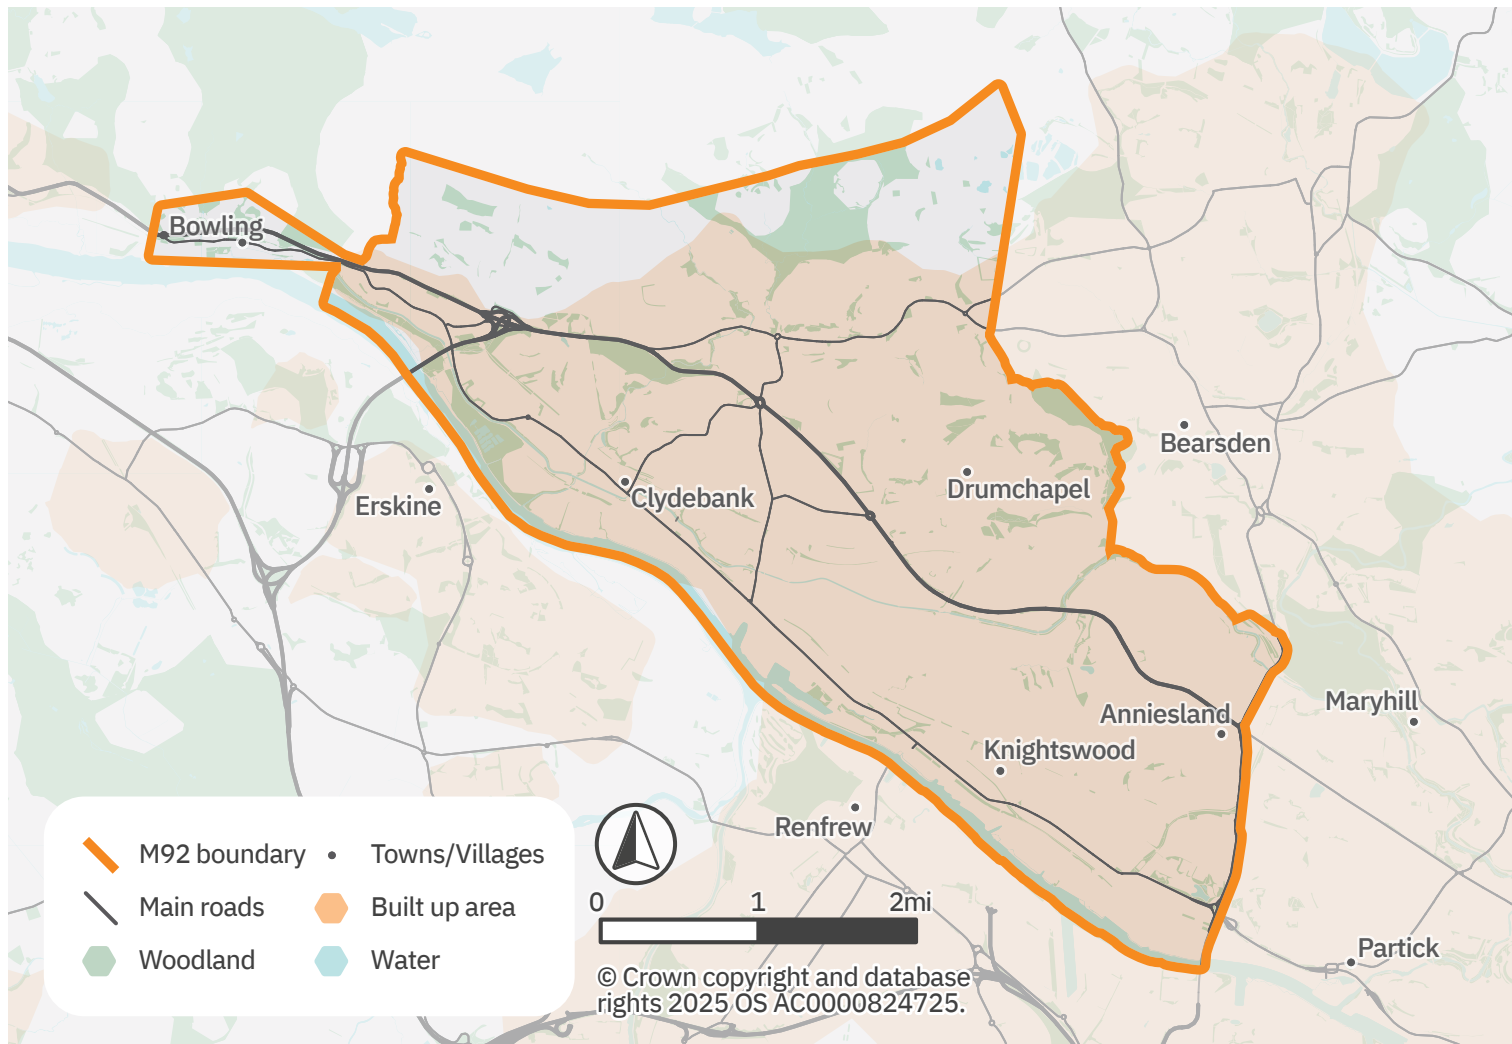 Bowling
Bearsden
Erskine
Clydebank
Drumchapel
Maryhill
Anniesland
Knightswood
Renfrew
Partick
M92 boundary
Towns/Villages
Main roads
Built up area
Woodland
Water
0 1 2mi
© Crown copyright and database
rights 2025 OS AC0000824725.